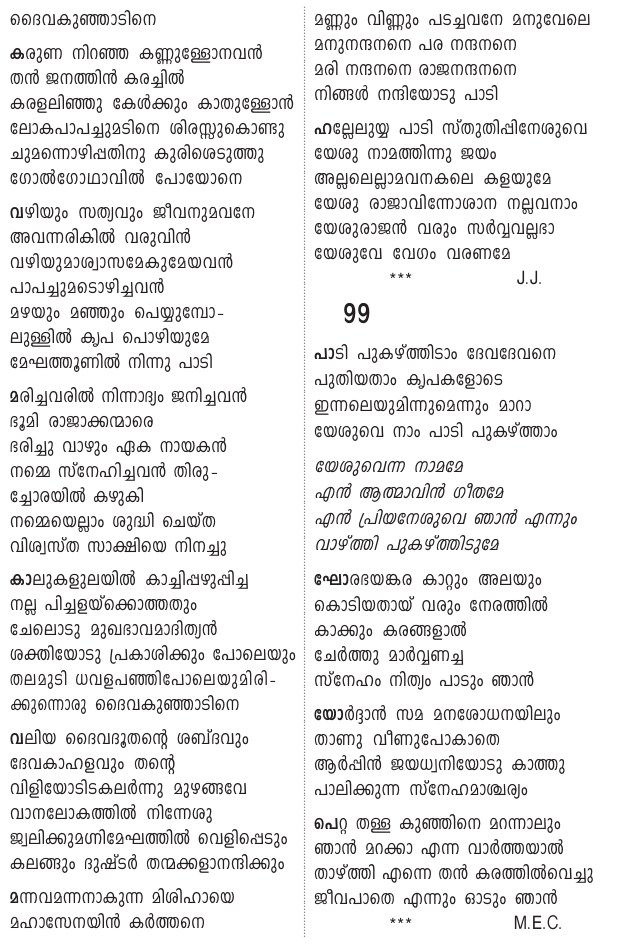 ദൈവകുഞ്ഞാടിനെ
കരുണ നിറഞ്ഞ കണ്ണുള്ളോനവൻ
തൻ ജനത്തിൻ കരച്ചിൽ
കരളലിഞ്ഞു കേൾക്കും കാതുള്ളോൻ
ലോകപാപച്ചുമടിനെ ശിരസ്സുകൊണ്ടു
ചുമന്നൊഴിപ്പതിനു കുരിശെടുത്തു
ഗോൽഗോഥാവിൽ പോയോനെ
വഴിയും സത്യവും ജീവനുമവനേ
അവന്നരികിൽ വരുവിൻ
വഴിയുമാശ്വാസമേകുമേയവൻ
പാപച്ചുമടൊഴിച്ചവൻ
മഴയും മഞ്ഞും പെയ്യുമ്പോ-
ലുള്ളിൽ കൃപ പൊഴിയുമേ
മേഘത്തൂണിൽ നിന്നു പാടി
മരിച്ചവരിൽ നിന്നാദ്യം ജനിച്ചവൻ
ഭൂമി രാജാക്കന്മാരെ
ഭരിച്ചു വാഴും ഏക നായകൻ
നമ്മെ സ്നേഹിച്ചവൻ തിരു-
ച്ചോരയിൽ കഴുകി
നമ്മെയെല്ലാം ശുദ്ധി ചെയ്ത
വിശ്വസ്ത സാക്ഷിയെ നിനച്ചു
കാലുകളുലയിൽ കാച്ചിപ്പഴുപ്പിച്ച
നല്ല പിച്ചളയ്ക്കൊത്തതും
ചേലൊടു മുഖഭാവമാദിത്യൻ
ശക്തിയോടു പ്രകാശിക്കും പോലെയും
തലമുടി ധവളപഞ്ഞിപോലെയുമിരി-
ക്കുന്നൊരു ദൈവകുഞ്ഞാടിനെ
വലിയ ദൈവദൂതന്റെ ശബ്ദവും
ദേവകാഹളവും തന്റെ
വിളിയോടിടകലർന്നു മുഴങ്ങവേ
വാനലോകത്തിൽ നിന്നേശു
ജ്വലിക്കുമഗ്നിമേഘത്തിൽ വെളിപ്പെടും
കലങ്ങും ദുഷ്ടർ തന്മക്കളാനന്ദിക്കും
മന്നവമന്നനാകുന്ന മിശിഹായെ
മഹാസേനയിൻ കർത്തനെ
മണ്ണും വിണ്ണും പടച്ചവനേ മനുവേലെ
മനുനന്ദനനെ പര നന്ദനനെ
മരി നന്ദനനെ രാജനന്ദനനെ
നിങ്ങൾ നന്ദിയോടു പാടി
ഹല്ലേലുയ്യ പാടി സ്തുതിപ്പിനേശുവെ
യേശു നാമത്തിന്നു ജയം
അല്ലലെല്ലാമവനകലെ കളയുമേ
യേശു രാജാവിന്നോശാന നല്ലവനാം
യേശുരാജൻ വരും സർവ്വവല്ലഭാ
യേശുവേ വേഗം വരണമേ
*** J.J.
99
പാടി പുകഴ്ത്തിടാം ദേവദേവനെ
പുതിയതാം കൃപകളോടെ
ഇന്നലെയുമിന്നുമെന്നും മാറാ
യേശുവെ നാം പാടി പുകഴ്ത്താം
യേശുവെന്ന നാമമേ
എൻ ആത്മാവിൻ ഗീതമേ
എൻ പ്രിയനേശുവെ ഞാൻ എന്നും
വാഴ്ത്തി പുകഴ്ത്തിടുമേ
ഘോരഭയങ്കര കാറ്റും അലയും
കൊടിയതായ് വരും നേരത്തിൽ
കാക്കും കരങ്ങളാൽ
ചേർത്തു മാർവ്വണച്ച
സ്നേഹം നിത്യം പാടും ഞാൻ
യോർദ്ദാൻ സമ മനശോധനയിലും
താണു വീണുപോകാതെ
ആർപ്പിൻ ജയധ്വനിയോടു കാത്തു
പാലിക്കുന്ന സ്നേഹമാശ്ചര്യം
പെറ്റ തള്ള കുഞ്ഞിനെ മറന്നാലും
ഞാൻ മറക്കാ എന്ന വാർത്തയാൽ
താഴ്ത്തി എന്നെ തൻ കരത്തിൽവെച്ചു
ജീവപാതെ എന്നും ഓടും ഞാൻ
*** M.E.C.